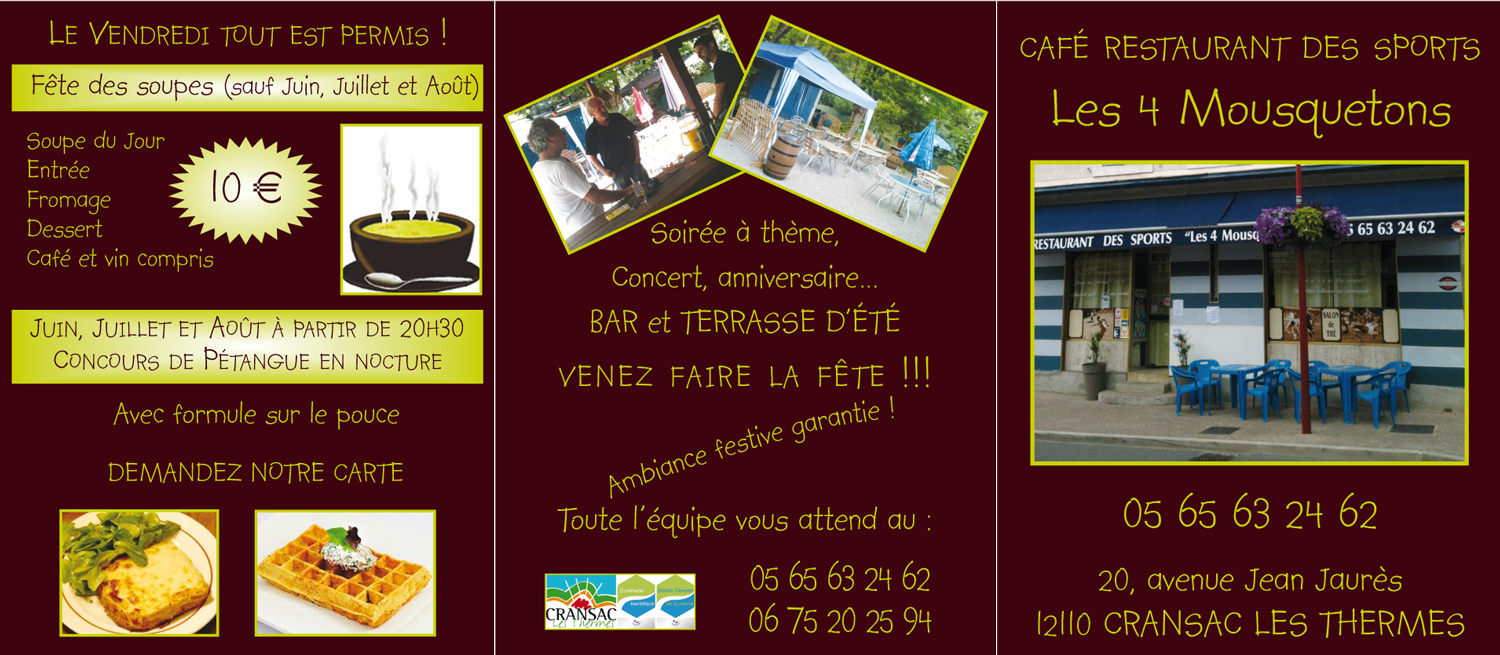 LE VENDREDI TOUT EST PERMIS !
Fête des soupes (sauf Juin, Juillet et Août)
Soupe du Jour
Entrée
Fromage
Dessert
Café et vin compris
10 €
JUIN, JUILLET ET AOÛT À PARTIR DE 20H30
CONCOURS DE PÉTANGUE EN NOCTURE
Avec formule sur le pouce
DEMANDEZ NOTRE CARTE
Soirée à thème,
Concert, anniversaire...
BAR et TERRASSE D'ÉTÉ
VENEZ FAIRE LA FÊTE !!!
Ambiance festive garantie !
Toute l'équipe vous attend au :
CRANSAC
Les Thermes
Commune
touristique
05 65 63 24 62
06 75 20 25 94
CAFÉ RESTAURANT DES SPORTS
Les 4 Mousquetons
RESTAURANT DES SPORTS "Les 4 Mousq
5 65 63 24 62
SALON
de
THÉ
05 65 63 24 62
20, avenue Jean Jaurès
12110 CRANSAC LES THERMES